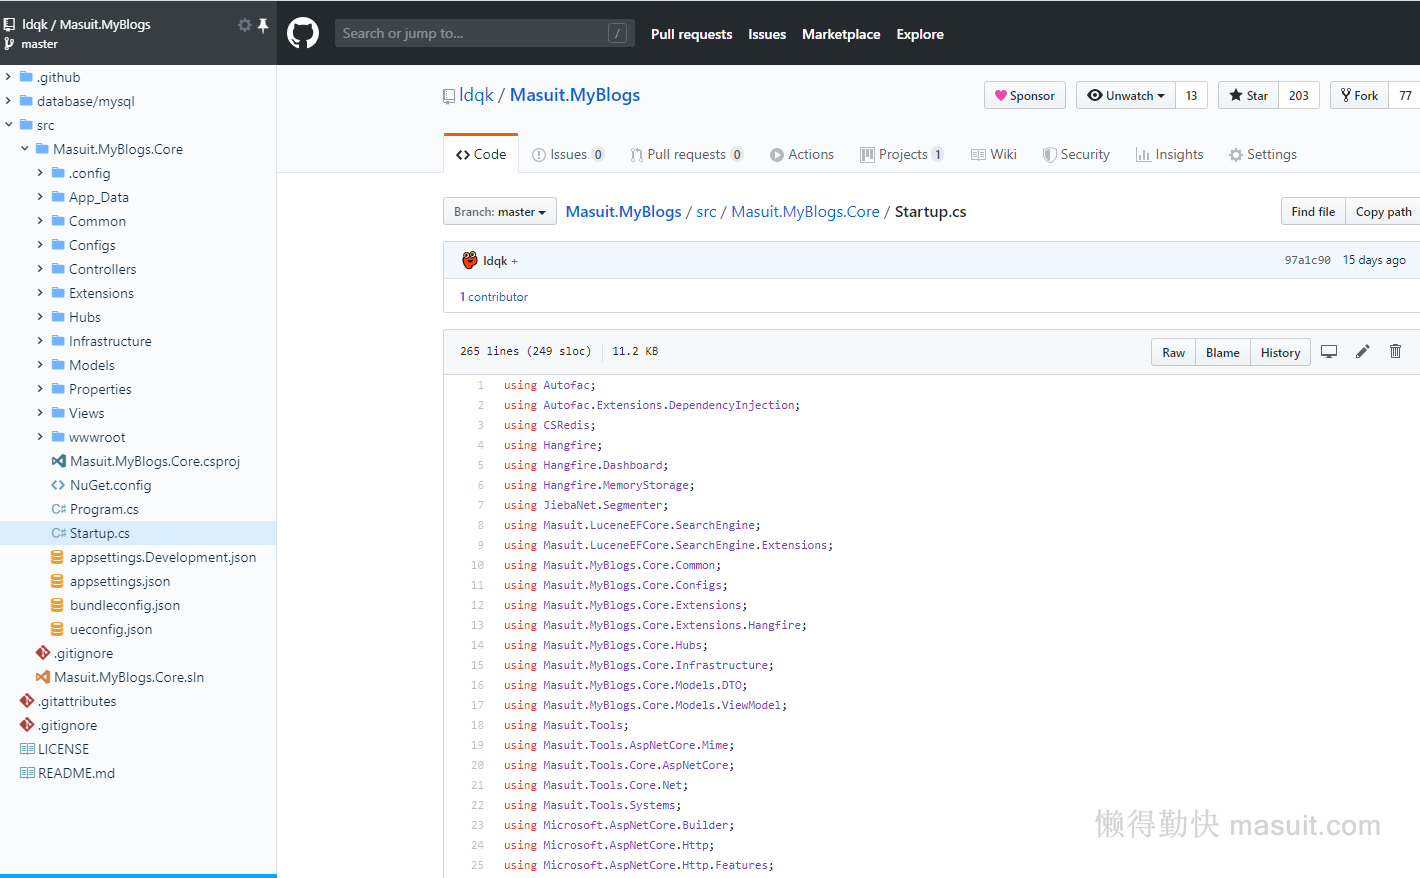 ldqk / Masuit.MyBlogs
master
Search or jump to...
/
Pull requests
Issues
Marketplace
Explore
.github
database/mysql
src
Masuit.MyBlogs.Core
.config
App_Data
Common
Configs
Controllers
Extensions
Hubs
Infrastructure
Models
Properties
Views
wwwroot
Masuit.MyBlogs.Core.csproj
NuGet.config
C# Program.cs
C# Startup.cs
appsettings.Development.json
appsettings.json
bundleconfig.json
ueconfig.json
.gitignore
Masuit.MyBlogs.Core.sln
.gitattributes
.gitignore
LICENSE
README.md
ldqk / Masuit.MyBlogs
Sponsor
Unwatch 13
Star 203
Fork 77
Code
Issues 0
Pull requests 0
Actions
Projects 1
Wiki
Security
Insights
Settings
Branch: master
Masuit.MyBlogs / src / Masuit.MyBlogs.Core / Startup.cs
Find file
Copy path
ldqk +
97a1c90 15 days ago
1 contributor
265 lines (249 sloc) 11.2 KB
Raw
Blame
History
1 using Autofac;
2 using Autofac.Extensions.DependencyInjection;
3 using CSRedis;
4 using Hangfire;
5 using Hangfire.Dashboard;
6 using Hangfire.MemoryStorage;
7 using JiebaNet.Segmenter;
8 using Masuit.LuceneEFCore.SearchEngine;
9 using Masuit.LuceneEFCore.SearchEngine.Extensions;
10 using Masuit.MyBlogs.Core.Common;
11 using Masuit.MyBlogs.Core.Configs;
12 using Masuit.MyBlogs.Core.Extensions;
13 using Masuit.MyBlogs.Core.Extensions.Hangfire;
14 using Masuit.MyBlogs.Core.Hubs;
15 using Masuit.MyBlogs.Core.Infrastructure;
16 using Masuit.MyBlogs.Core.Models.DTO;
17 using Masuit.MyBlogs.Core.Models.ViewModel;
18 using Masuit.Tools;
19 using Masuit.Tools.AspNetCore.Mime;
20 using Masuit.Tools.Core.AspNetCore;
21 using Masuit.Tools.Core.Net;
22 using Masuit.Tools.Systems;
23 using Microsoft.AspNetCore.Builder;
24 using Microsoft.AspNetCore.Http;
25 using Microsoft.AspNetCore.Http.Features;
懒得勤快 masuit.com